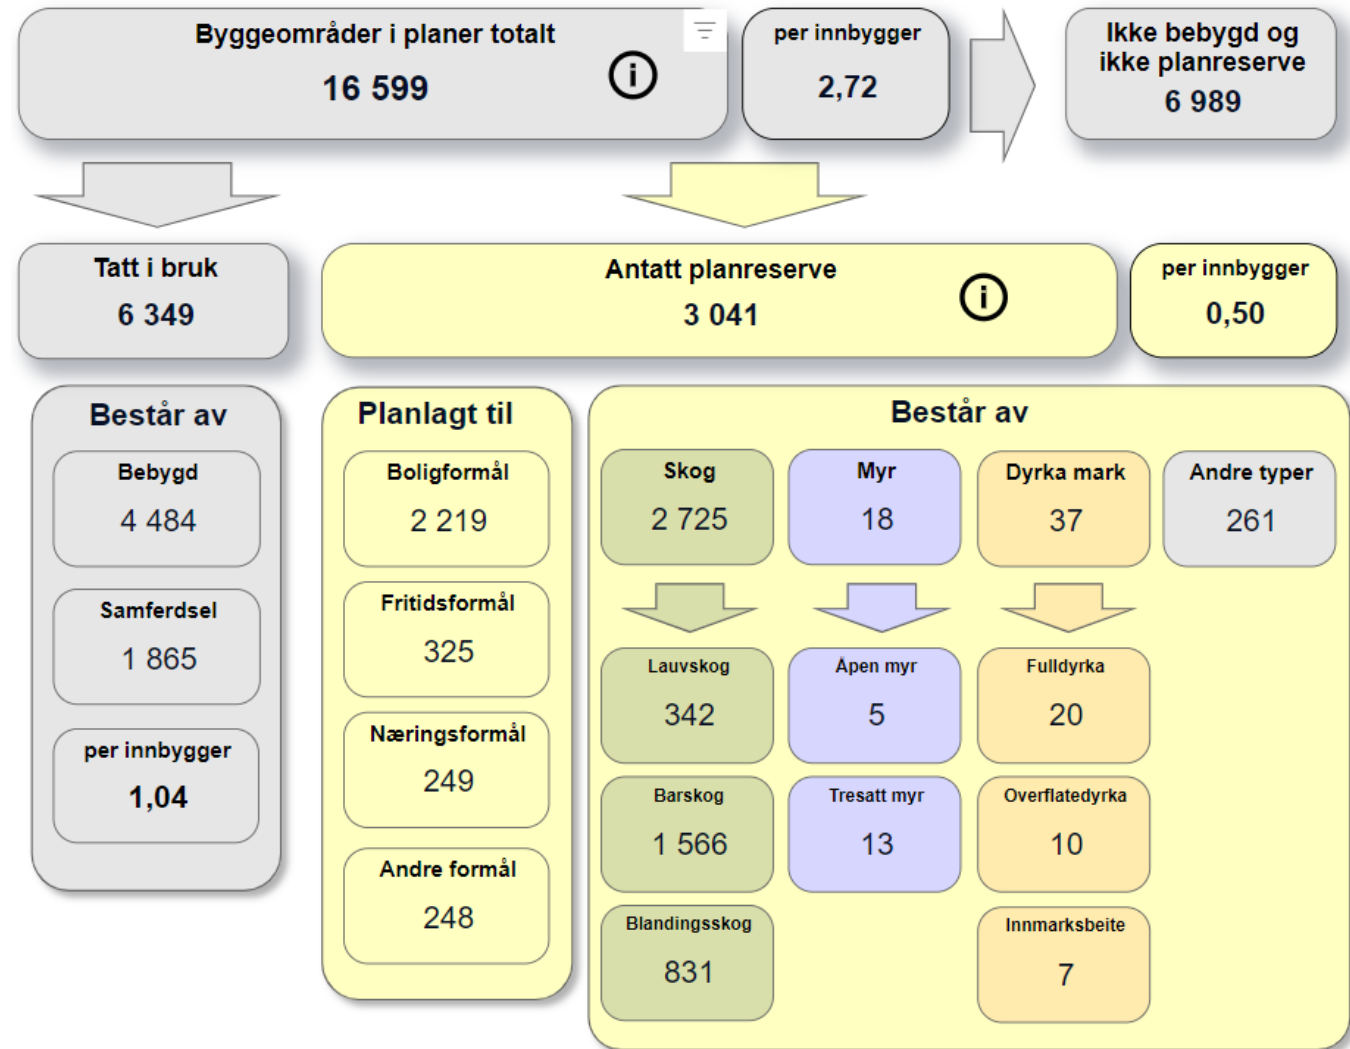 Byggeområder i planer totalt
16 599
per innbygger
2,72
Ikke bebygd og
ikke planreserve
6 989
Tatt i bruk
6 349
Antatt planreserve
3 041
per innbygger
0,50
Består av
Bebygd
4 484
Samferdsel
1 865
per innbygger
1,04
Planlagt til
Boligformål
2 219
Fritidsformål
325
Næringsformål
249
Andre formål
248
Består av
Skog
2 725
Myr
18
Dyrka mark
37
Andre typer
261
Lauvskog
342
Åpen myr
5
Fulldyrka
20
Barskog
1 566
Tresatt myr
13
Overflatedyrka
10
Blandingsskog
831
Innmarksbeite
7